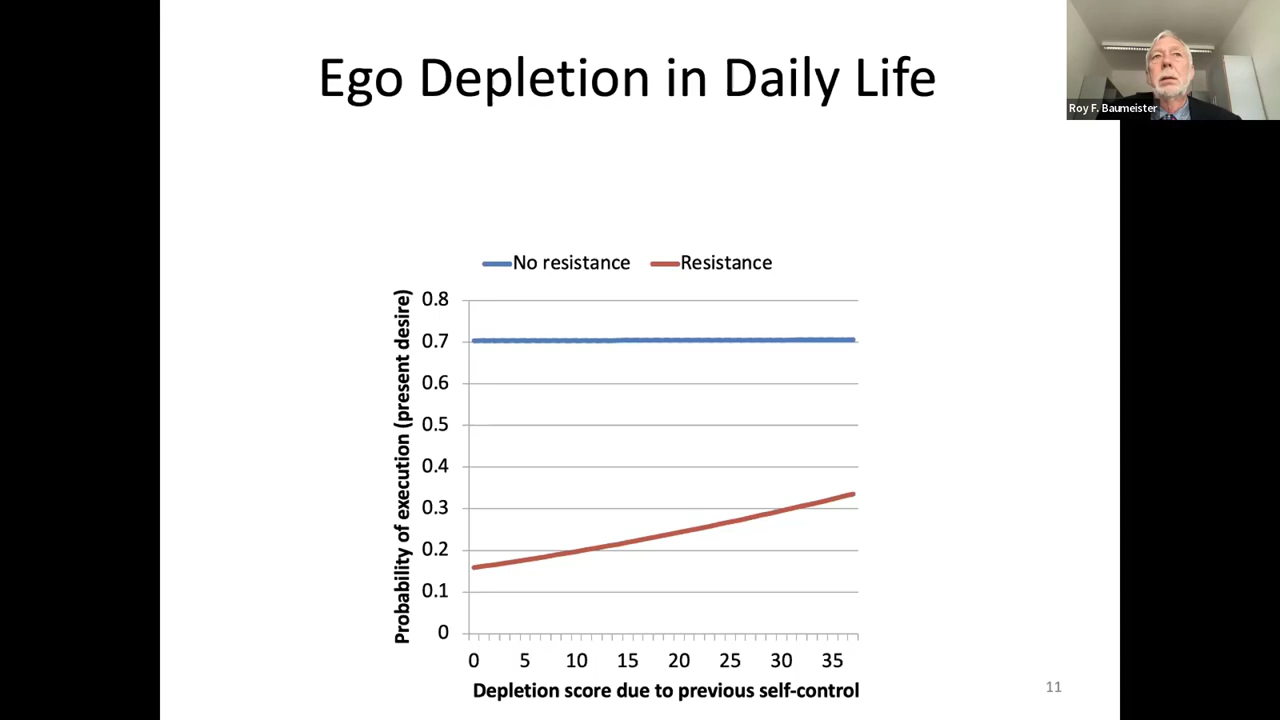 Ego Depletion in Daily Life
Roy F. Baumeister
No resistance Resistance
Probability of execution (present desire)
0.8
0.7
0.6
0.5
0.4
0.3
0.2
0.1
0
0 5 10 15 20 25 30 35
Depletion score due to previous self-control
11